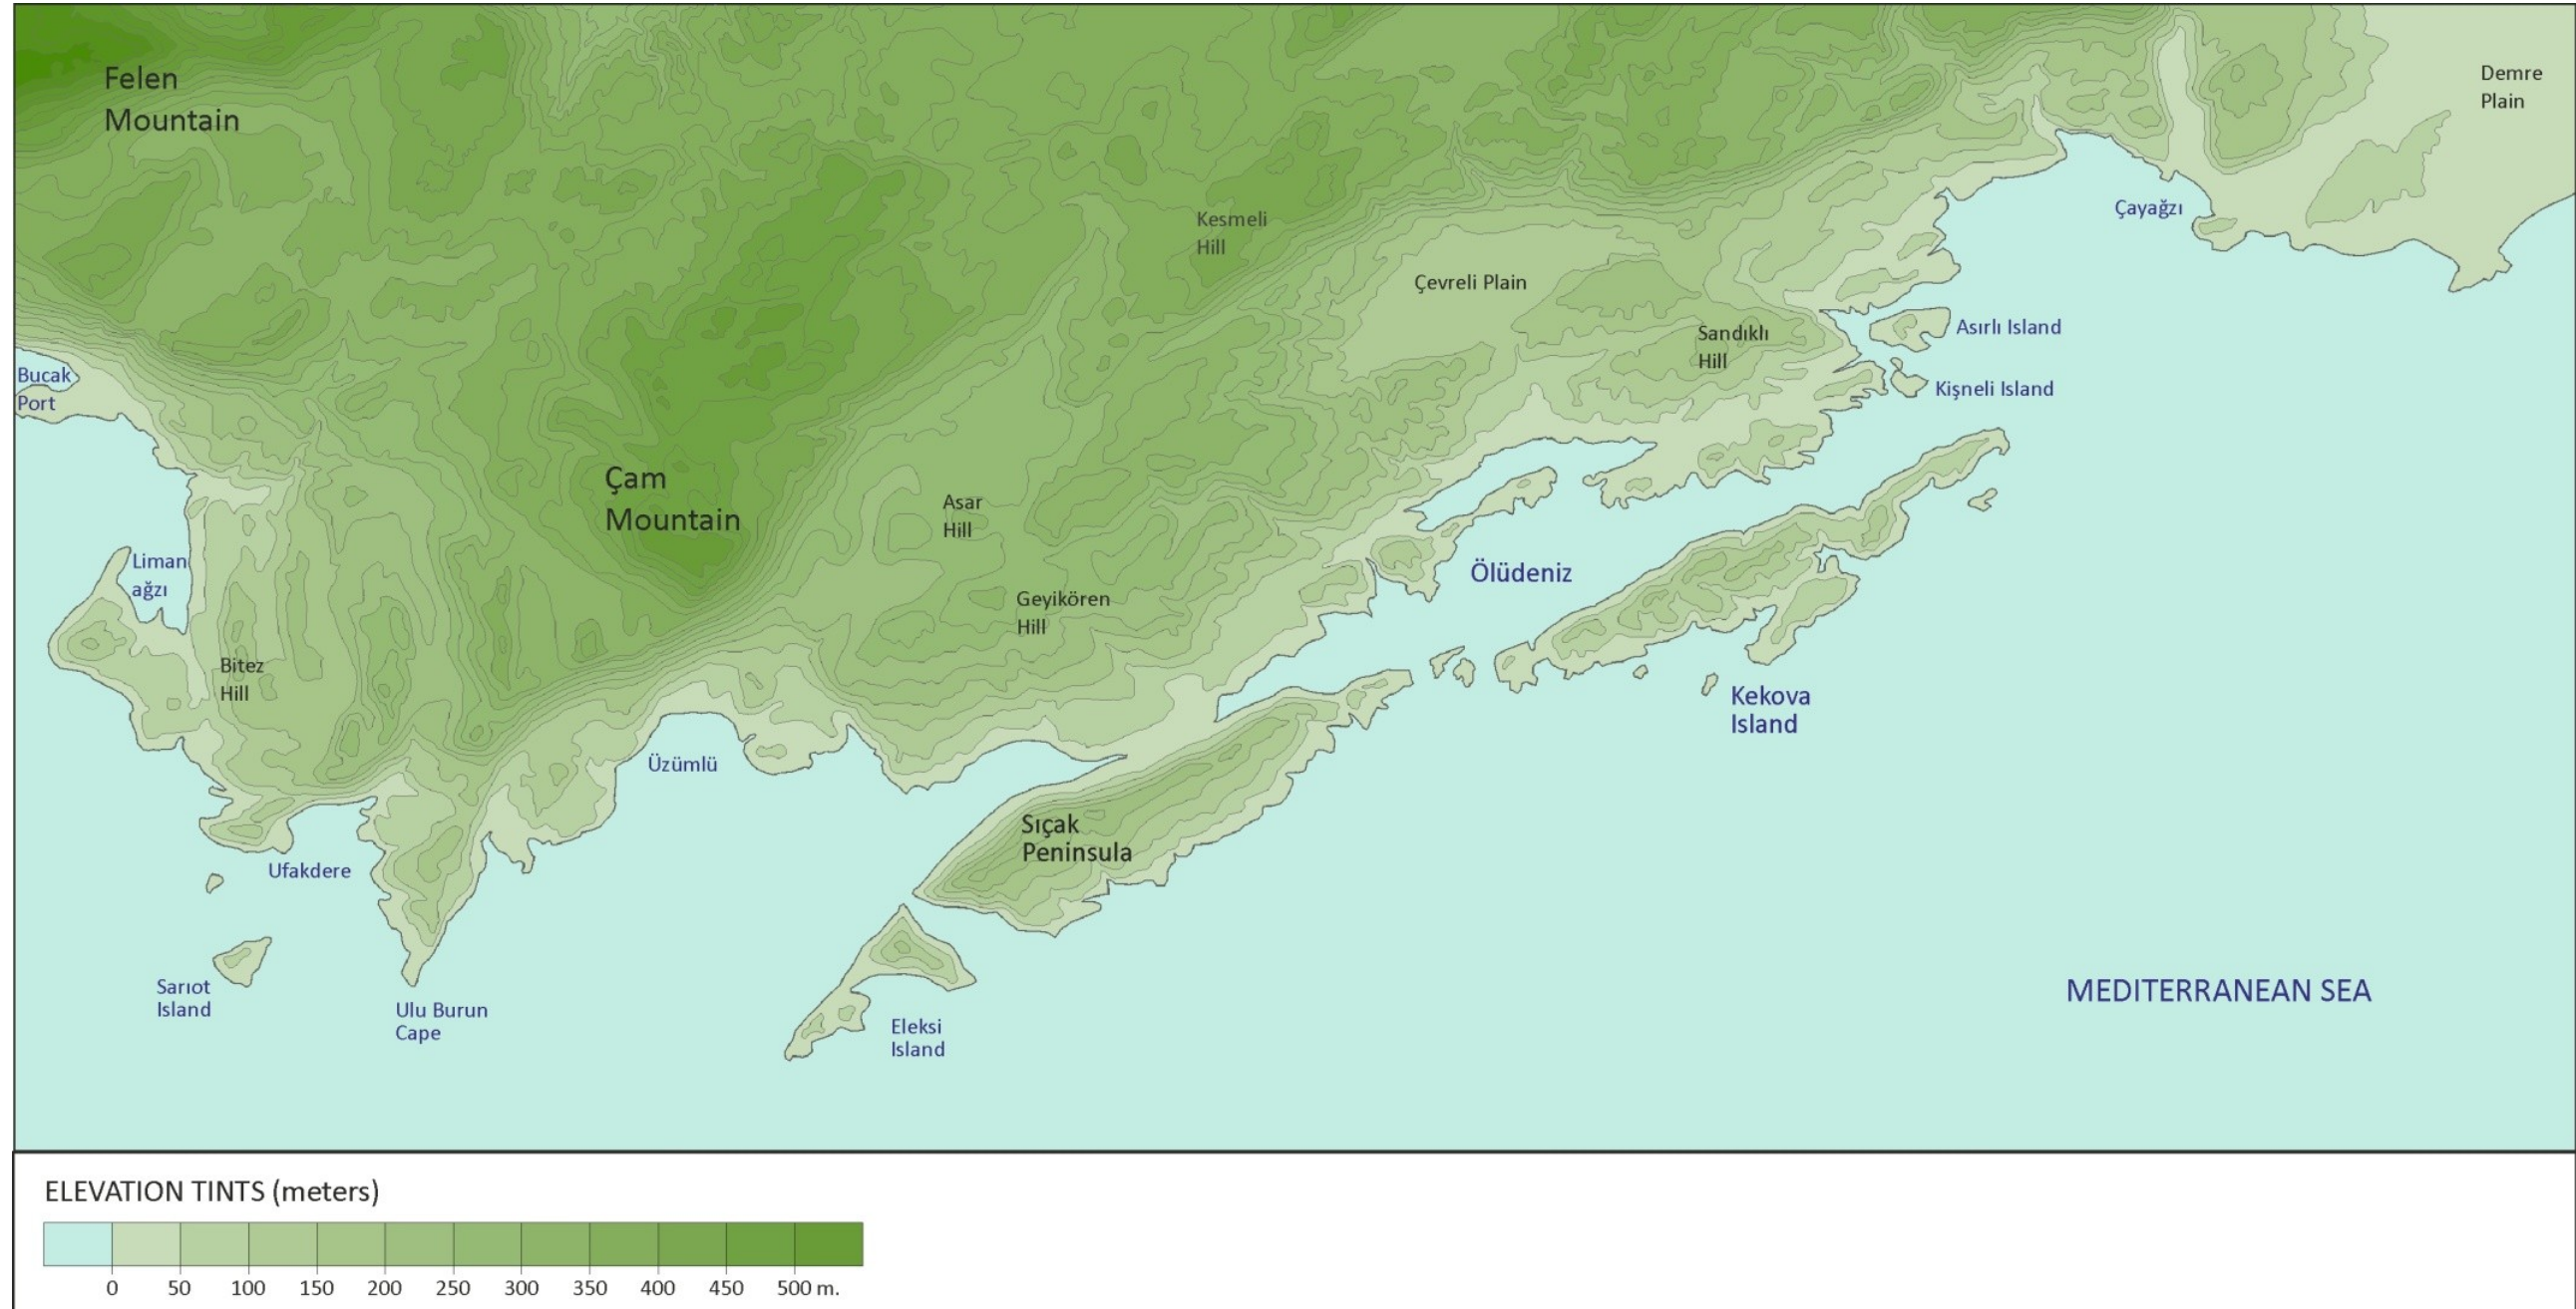 Felen
Mountain
Demre
Plain
Kesmeli
Hill
Çayağzı
Çevreli Plain
Sandıklı
Hill
Asırlı Island
Bucak
Port
Kişneli Island
Çam
Mountain
Asar
Hill
Liman
ağzı
Ölüdeniz
Geyikören
Hill
Bitez
Hill
Kekova
Island
Üzümlü
Sıçak
Peninsula
Ufakdere
Sarıot
Island
Ulu Burun
Cape
Eleksi
Island
MEDITERRANEAN SEA
ELEVATION TINTS (meters)
0 50 100 150 200 250 300 350 400 450 500 m.